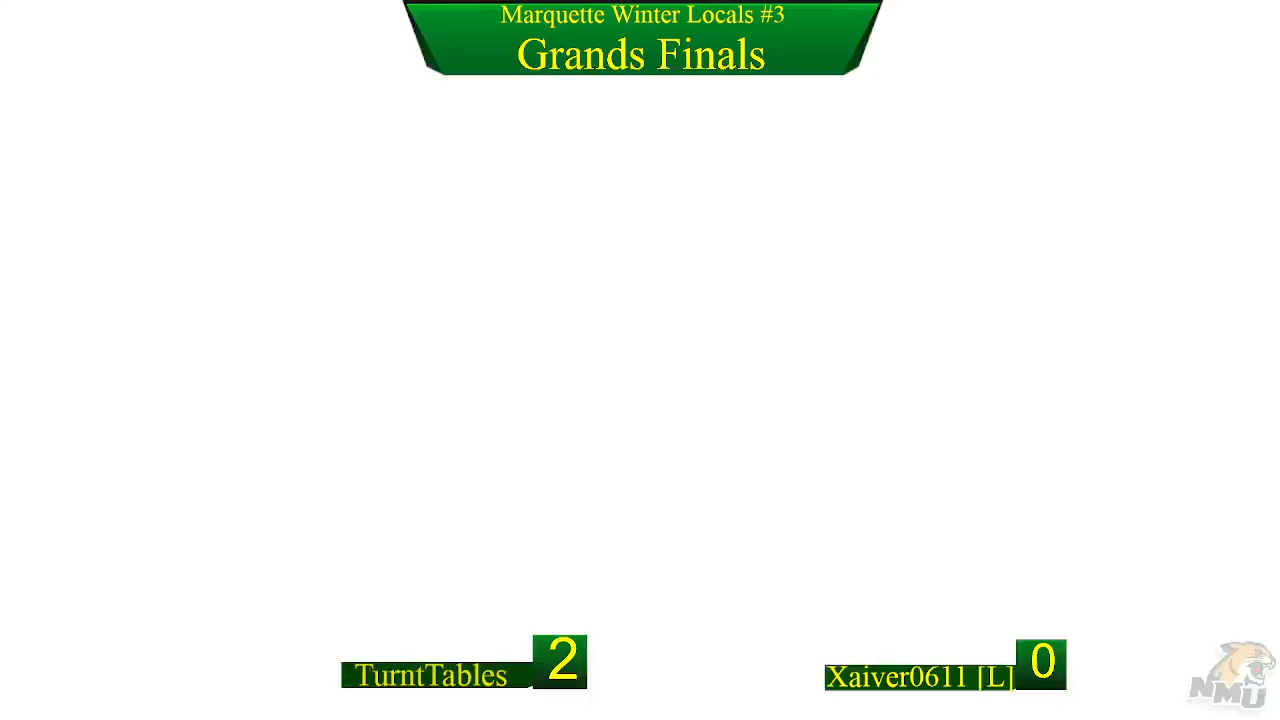 Marquette Winter Locals #3
Grands Finals
TurntTables 2
Xaiver0611 [L] 0
NMU